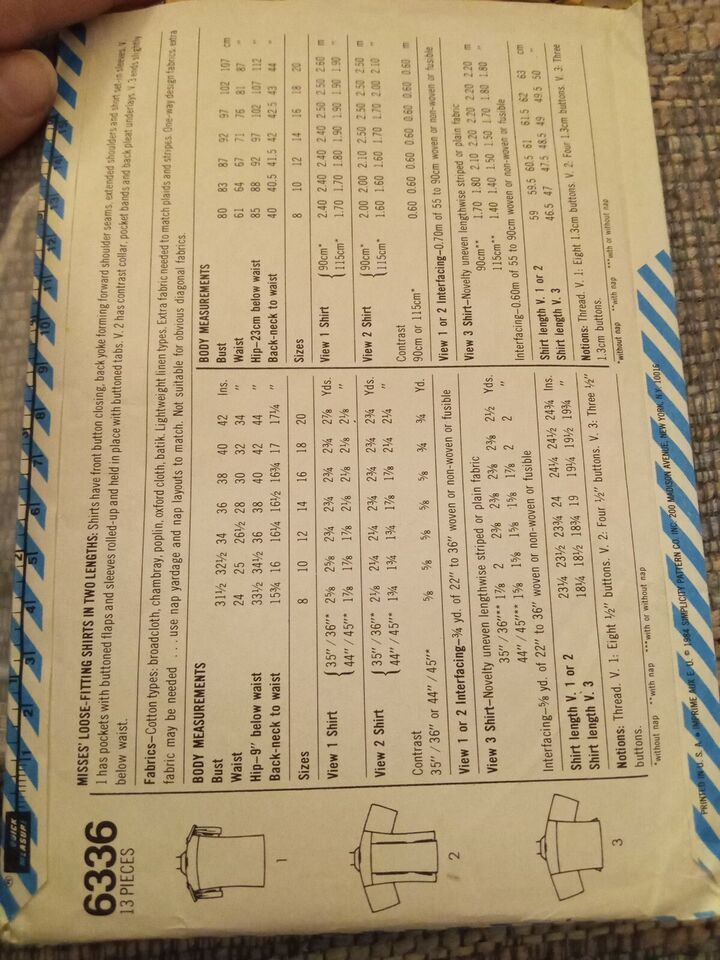 ® QUICK MEASURE
6336
13 PIECES
1
2
3
MISSES' LOOSE-FITTING SHIRTS IN TWO LENGTHS: Shirts have front button closing, back yoke forming forward shoulder seams, extended shoulders and short set-in sleeves. V.
1 has pockets with buttoned flaps and sleeves rolled-up and held in place with buttoned tabs. V. 2 has contrast collar, pocket bands and back pleat underlays. V. 3 ends slightly
below waist.
Fabrics—Cotton types: broadcloth, chambray, poplin, oxford cloth, batik. Lightweight linen types. Extra fabric needed to match plaids and stripes. One-way design fabrics: extra
fabric may be needed ... use nap yardage and nap layouts to match. Not suitable for obvious diagonal fabrics.
BODY MEASUREMENTS
Bust 31½ 32½ 34 36 38 40 42 Ins.
Waist 24 25 26½ 28 30 32 34 "
Hip-9" below waist 33½ 34½ 36 38 40 42 44 "
Back-neck to waist 15¾ 16 16¼ 16½ 16¾ 17 17¼ "
Sizes 8 10 12 14 16 18 20
View 1 Shirt { 35"/36"* 2⅝ 2⅝ 2¾ 2¾ 2¾ 2¾ 2⅞ Yds.
44"/45"** 1⅞ 1⅞ 1⅞ 2⅛ 2⅛ 2⅛ 2⅛ "
View 2 Shirt { 35"/36"* 2⅛ 2¼ 2¼ 2¾ 2¾ 2¾ 2¾ Yds.
44"/45"* 1¾ 1¾ 1¾ 1⅞ 1⅞ 2¼ 2¼ "
Contrast
35"/36" or 44"/45"* ⅝ ⅝ ⅝ ⅝ ⅝ ¾ ¾ Yd.
View 1 or 2 Interfacing—¾ yd. of 22" to 36" woven or non-woven or fusible
View 3 Shirt—Novelty uneven lengthwise striped or plain fabric
35"/36"** 1⅞ 2 2⅜ 2⅜ 2⅜ 2⅜ 2½ Yds.
44"/45"** 1⅝ 1⅝ 1⅝ 1⅝ 1⅞ 2 2 "
Interfacing—⅝ yd. of 22" to 36" woven or non-woven or fusible
Shirt length V. 1 or 2 23¼ 23½ 23¾ 24 24¼ 24½ 24¾ Ins.
Shirt length V. 3 18¼ 18½ 18¾ 19 19¼ 19½ 19¾ "
Notions: Thread. V. 1: Eight ½" buttons. V. 2: Four ½" buttons. V. 3: Three ½"
buttons.
*without nap **with nap ***with or without nap
BODY MEASUREMENTS
Bust 80 83 87 92 97 102 107 cm
Waist 61 64 67 71 76 81 87 "
Hip-23cm below waist 85 88 92 97 102 107 112 "
Back-neck to waist 40 40.5 41.5 42 42.5 43 44 "
Sizes 8 10 12 14 16 18 20
View 1 Shirt { 90cm* 2.40 2.40 2.40 2.40 2.50 2.50 2.60 m
115cm* 1.70 1.70 1.80 1.90 1.90 1.90 1.90 "
View 2 Shirt { 90cm* 2.00 2.00 2.10 2.50 2.50 2.50 2.50 m
115cm* 1.60 1.60 1.60 1.70 1.70 2.00 2.10 "
Contrast
90cm or 115cm* 0.60 0.60 0.60 0.60 0.60 0.60 0.60 m
View 1 or 2 Interfacing—0.70m of 55 to 90cm woven or non-woven or fusible
View 3 Shirt—Novelty uneven lengthwise striped or plain fabric
90cm** 1.70 1.80 2.10 2.20 2.20 2.20 2.20 m
115cm** 1.40 1.40 1.50 1.50 1.70 1.80 1.80 "
Interfacing—0.60m of 55 to 90cm woven or non-woven or fusible
Shirt length V. 1 or 2 59 59.5 60.5 61 61.5 62 63 cm
Shirt length V. 3 46.5 47 47.5 48.5 49 49.5 50 "
Notions: Thread. V. 1: Eight 1.3cm buttons. V. 2: Four 1.3cm buttons. V. 3: Three
1.3cm buttons.
*without nap **with nap ***with or without nap
PRINTED IN U.S.A. ● IMPRIME AUX E.-U. © 1984 SIMPLICITY PATTERN CO. INC. 200 MADISON AVENUE, NEW YORK, N.Y. 10016